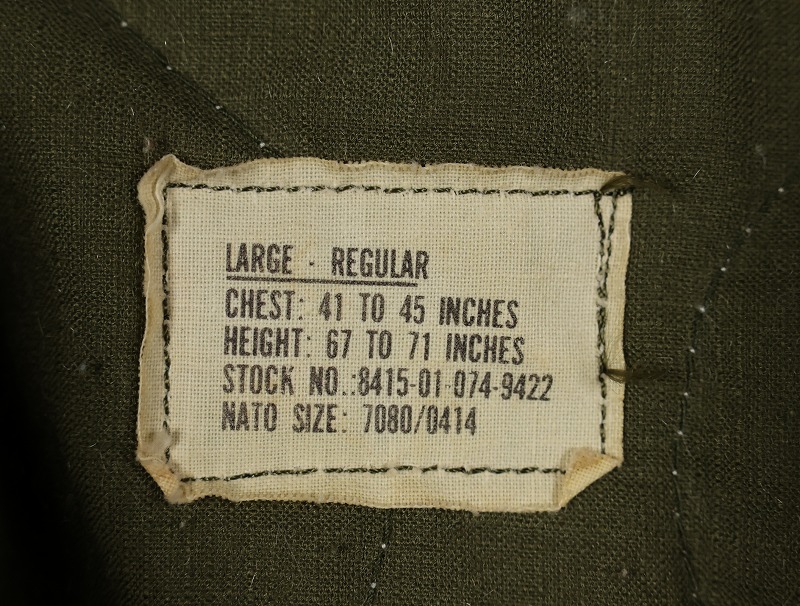 LARGE - REGULAR
CHEST: 41 TO 45 INCHES
HEIGHT: 67 TO 71 INCHES
STOCK NO.:8415-01-074-9422
NATO SIZE: 7080/0414